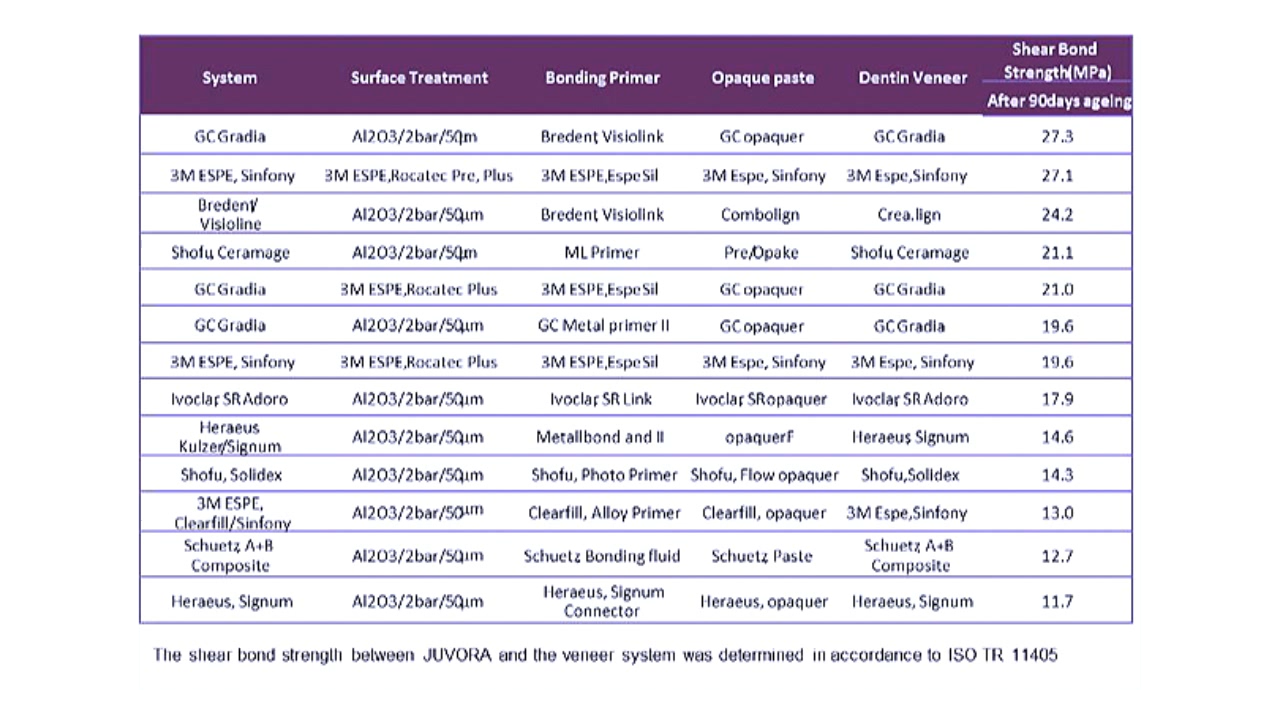 System Surface Treatment Bonding Primer Opaque paste Dentin Veneer Shear Bond Strength(MPa)
After 90days ageing
GC Gradia Al2O3/2bar/50µm Bredent Visiolink GC opaquer GC Gradia 27.3
3M ESPE, Sinfony 3M ESPE,Rocatec Pre, Plus 3M ESPE,Espe Sil 3M Espe, Sinfony 3M Espe,Sinfony 27.1
Bredent/ Visioline Al2O3/2bar/50µm Bredent Visiolink Combolign Crea.lign 24.2
Shofu Ceramage Al2O3/2bar/50µm ML Primer Pre/Opake Shofu Ceramage 21.1
GC Gradia 3M ESPE,Rocatec Plus 3M ESPE,Espe Sil GC opaquer GC Gradia 21.0
GC Gradia Al2O3/2bar/50µm GC Metal primer II GC opaquer GC Gradia 19.6
3M ESPE, Sinfony 3M ESPE,Rocatec Plus 3M ESPE,Espe Sil 3M Espe, Sinfony 3M Espe, Sinfony 19.6
Ivoclar, SR Adoro Al2O3/2bar/50µm Ivoclar, SR Link Ivoclar, SR opaquer Ivoclar, SR Adoro 17.9
Heraeus Kulzer/Signum Al2O3/2bar/50µm Metallbond and II opaquerF Heraeus, Signum 14.6
Shofu, Solidex Al2O3/2bar/50µm Shofu, Photo Primer Shofu, Flow opaquer Shofu,Solidex 14.3
3M ESPE, Clearfill/Sinfony Al2O3/2bar/50µm Clearfill, Alloy Primer Clearfill, opaquer 3M Espe,Sinfony 13.0
Schuetz, A+B Composite Al2O3/2bar/50µm Schuetz Bonding fluid Schuetz, Paste Schuetz, A+B Composite 12.7
Heraeus, Signum Al2O3/2bar/50µm Heraeus, Signum Connector Heraeus, opaquer Heraeus, Signum 11.7
The shear bond strength between JUVORA and the veneer system was determined in accordance to ISO TR 11405